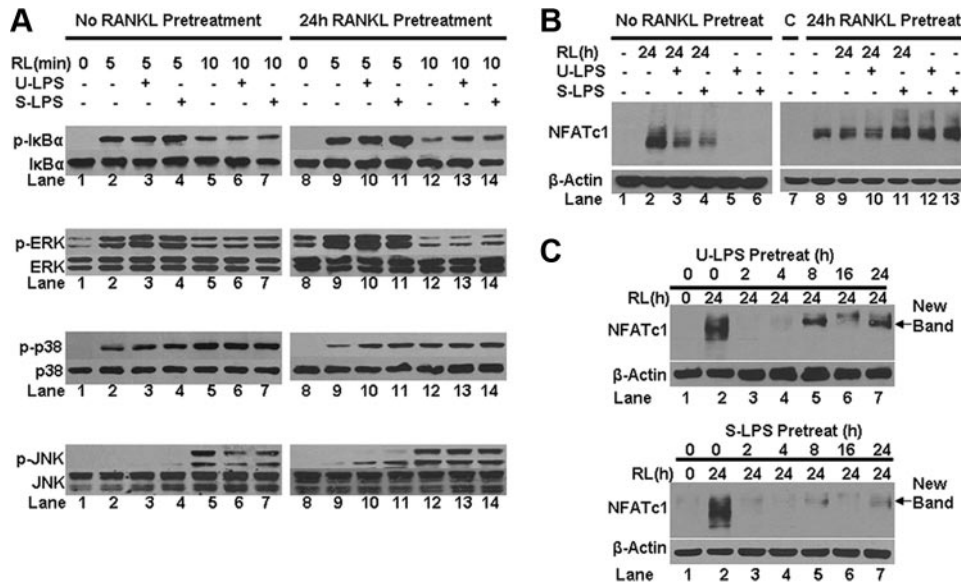 A
No RANKL Pretreatment 24h RANKL Pretreatment
RL(min) 0 5 5 5 10 10 10 0 5 5 5 10 10 10
U-LPS - - + - - + - - - + - - + -
S-LPS - - - + - - + - - - + - - +
p-IκBα
IκBα
Lane 1 2 3 4 5 6 7 8 9 10 11 12 13 14
p-ERK
ERK
Lane 1 2 3 4 5 6 7 8 9 10 11 12 13 14
p-p38
p38
Lane 1 2 3 4 5 6 7 8 9 10 11 12 13 14
p-JNK
JNK
Lane 1 2 3 4 5 6 7 8 9 10 11 12 13 14
B
No RANKL Pretreat C 24h RANKL Pretreat
RL(h) - 24 24 24 - - - - 24 24 24 - -
U-LPS - - + - + - - - - + - + -
S-LPS - - - + - + - - - - + - +
NFATc1
β-Actin
Lane 1 2 3 4 5 6 7 8 9 10 11 12 13
C
U-LPS Pretreat (h)
0 0 2 4 8 16 24
RL(h) 0 24 24 24 24 24 24
NFATc1
New
Band
β-Actin
Lane 1 2 3 4 5 6 7
S-LPS Pretreat (h)
0 0 2 4 8 16 24
RL(h) 0 24 24 24 24 24 24
NFATc1
New
Band
β-Actin
Lane 1 2 3 4 5 6 7